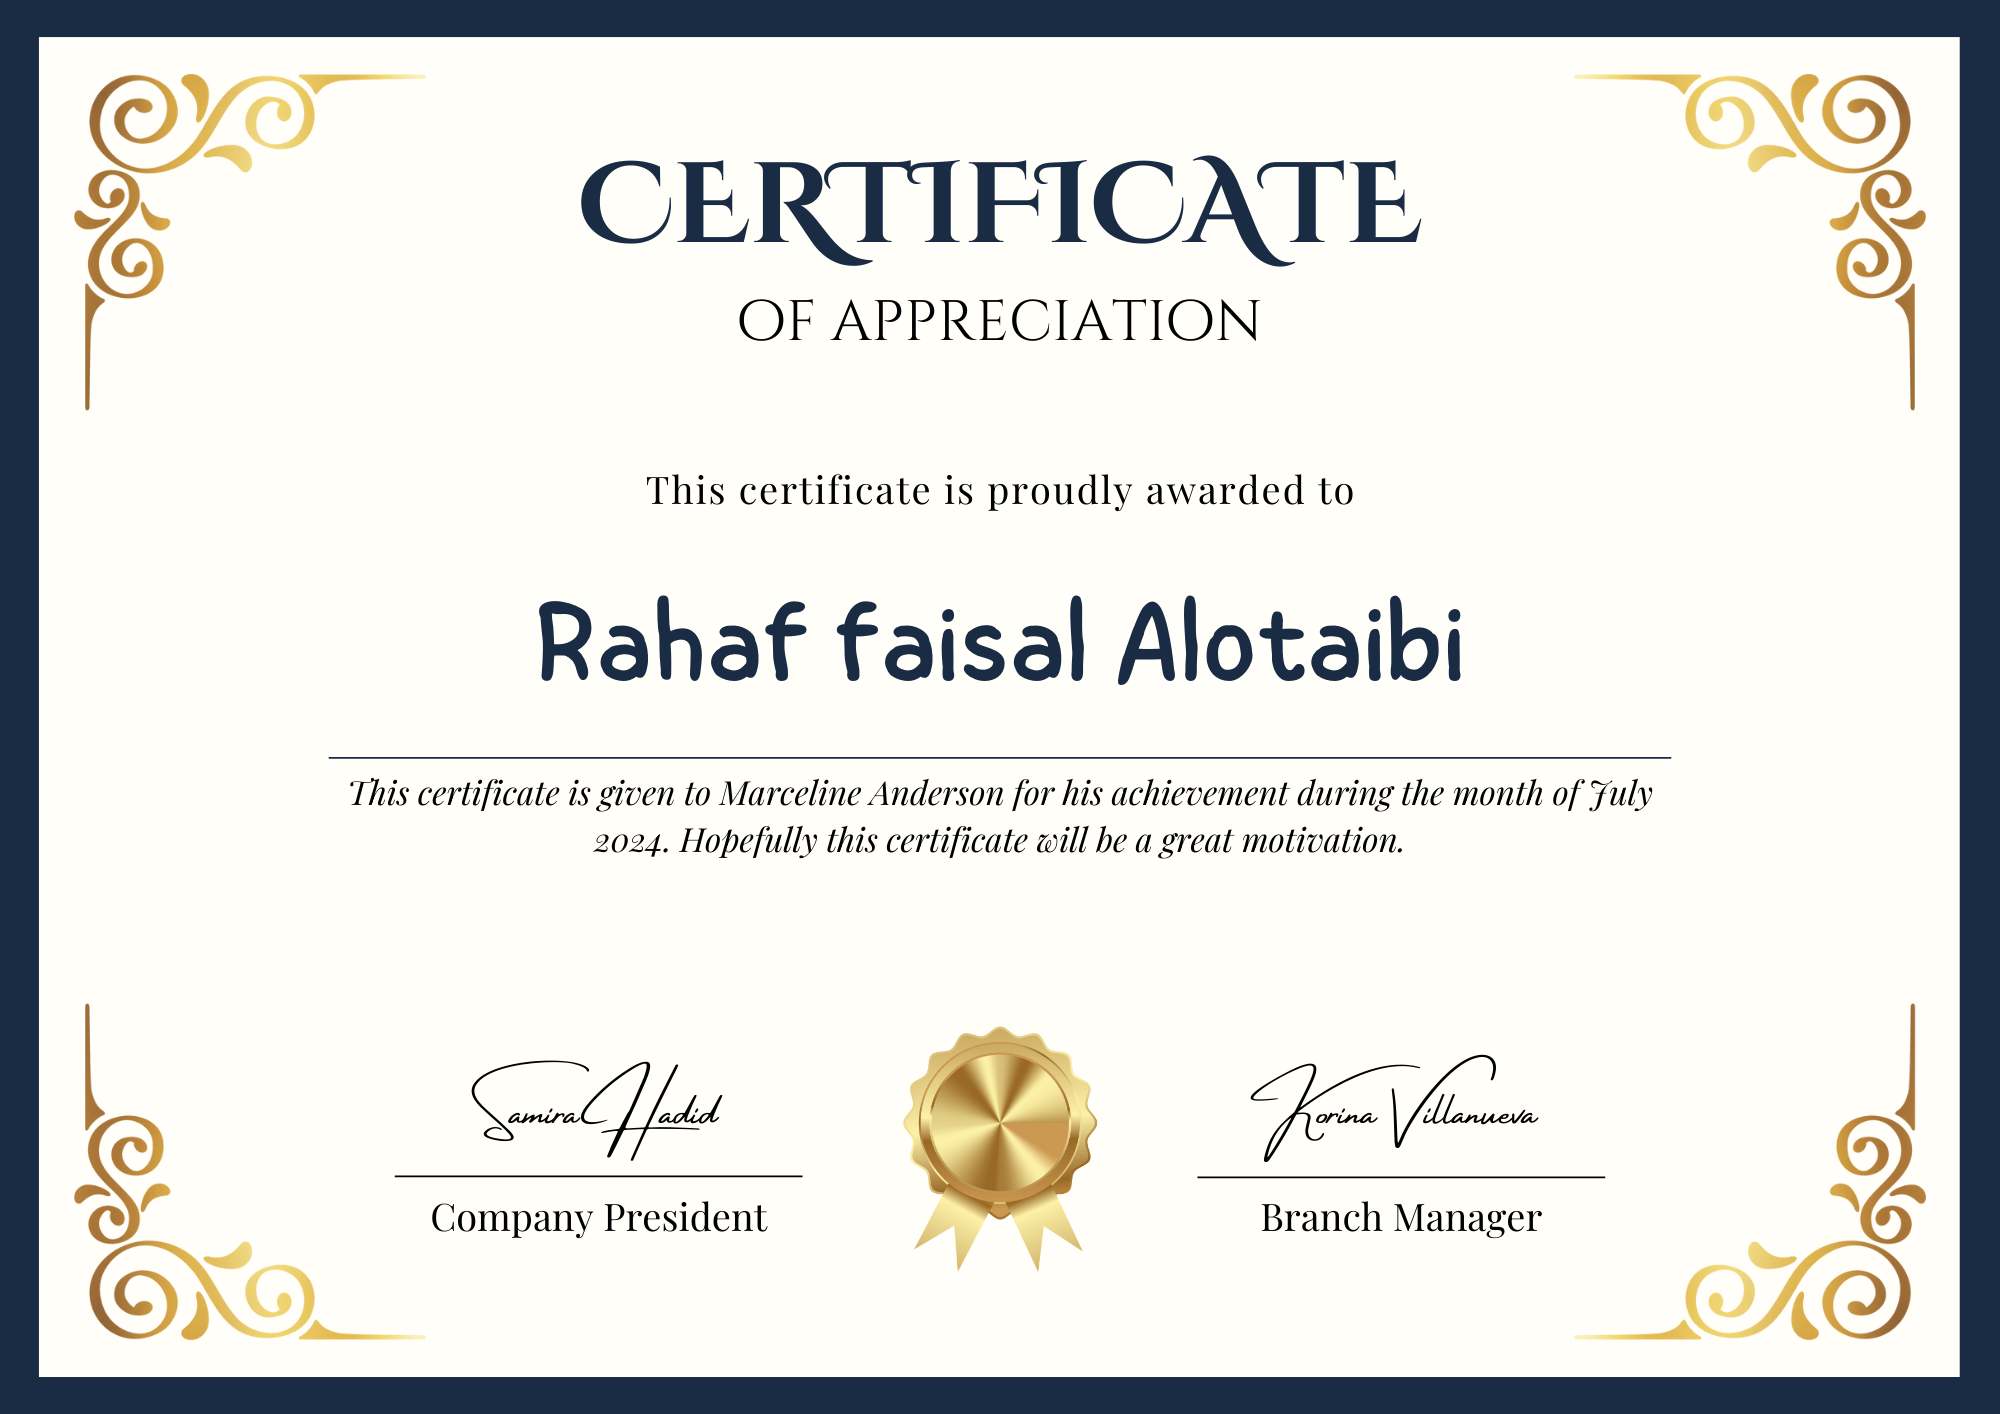 CERTIFICATE
OF APPRECIATION
This certificate is proudly awarded to
Rahaf faisal Alotaibi
This certificate is given to Marceline Anderson for his achievement during the month of July
2024. Hopefully this certificate will be a great motivation.
Samira Hadid
Company President
Korina Villanueva
Branch Manager